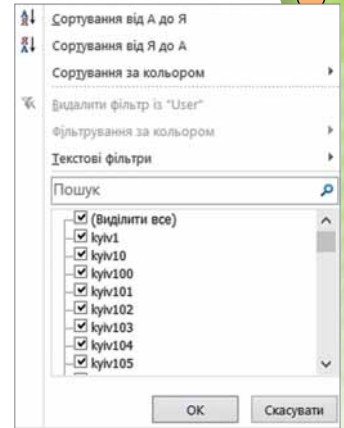 Сортування від А до Я
Сортування від Я до А
Сортування за кольором
Видалити фільтр із "User"
Фільтрування за кольором
Текстові фільтри
Пошук
(Виділити все)
kyiv1
kyiv10
kyiv100
kyiv101
kyiv102
kyiv103
kyiv104
kyiv105
ОК
Скасувати